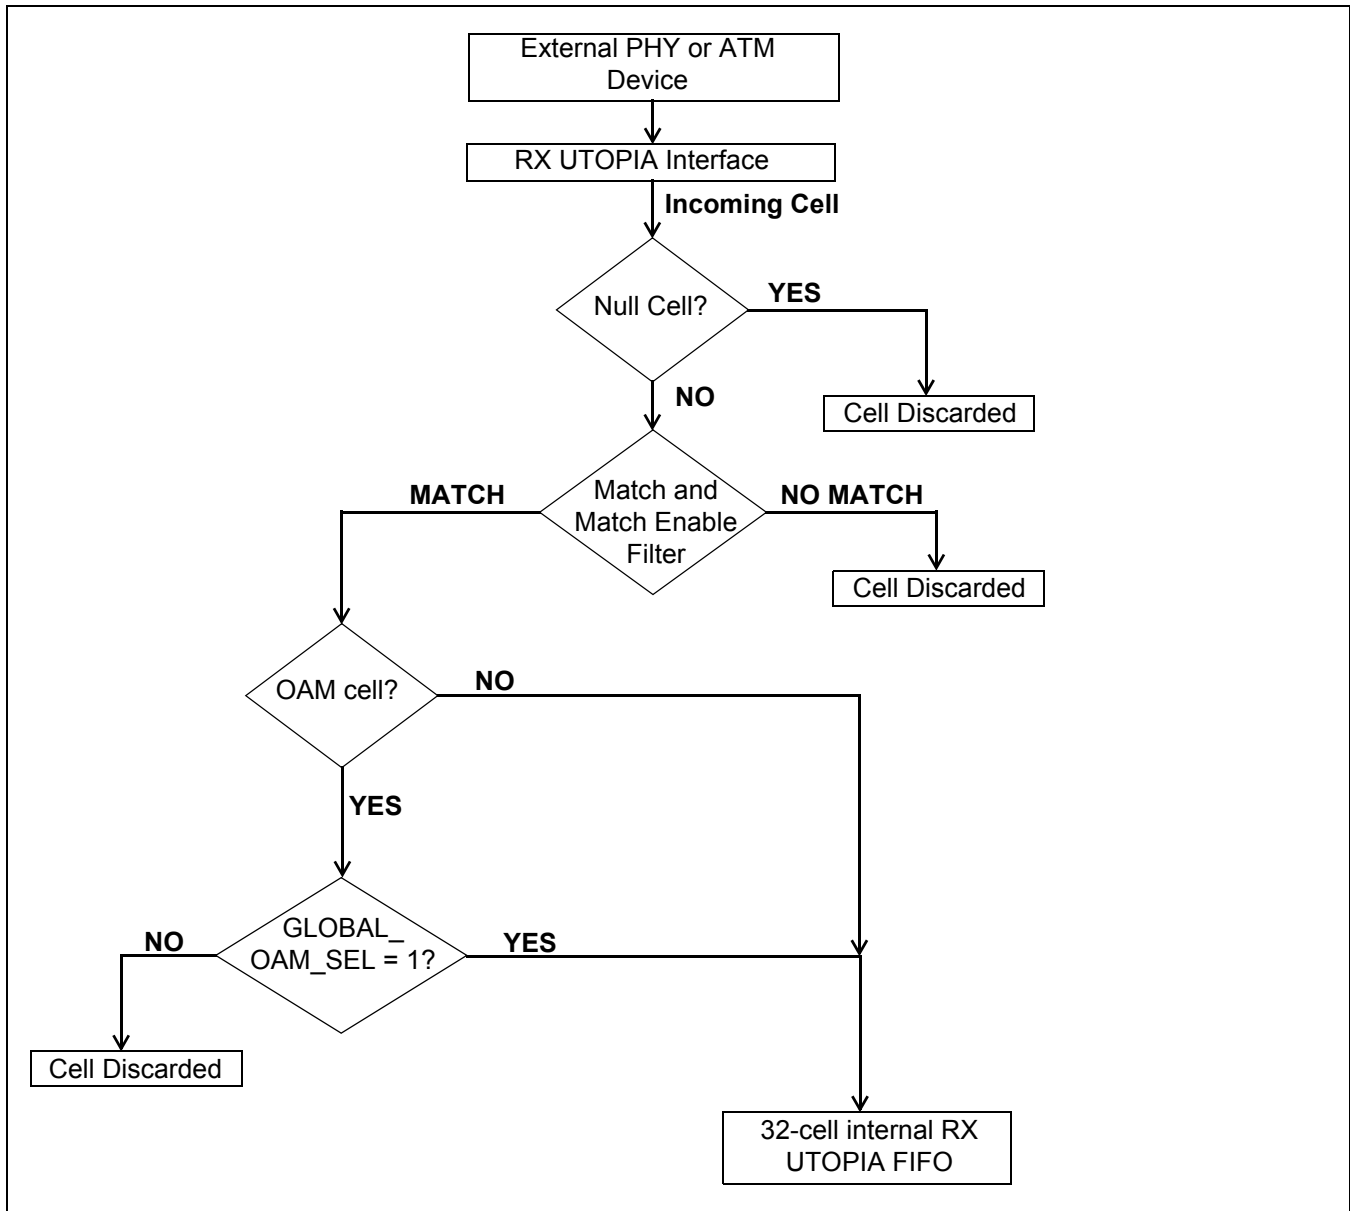 External PHY or ATM
Device
RX UTOPIA Interface
Incoming Cell
Null Cell?
YES
NO
Cell Discarded
MATCH
Match and
Match Enable
Filter
NO MATCH
Cell Discarded
OAM cell?
NO
YES
NO
GLOBAL_
OAM_SEL = 1?
YES
Cell Discarded
32-cell internal RX
UTOPIA FIFO